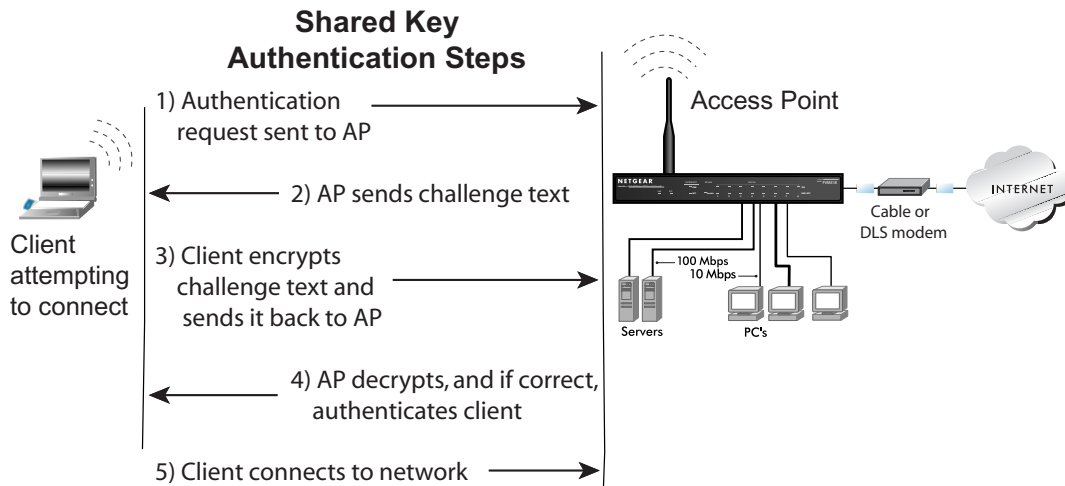 Shared Key
Authentication Steps
1) Authentication
request sent to AP
Access Point
NETGEAR
2) AP sends challenge text
INTERNET
Cable or
DLS modem
Client
attempting
to connect
3) Client encrypts
challenge text and
sends it back to AP
100 Mbps
10 Mbps
Servers
PC's
4) AP decrypts, and if correct,
authenticates client
5) Client connects to network